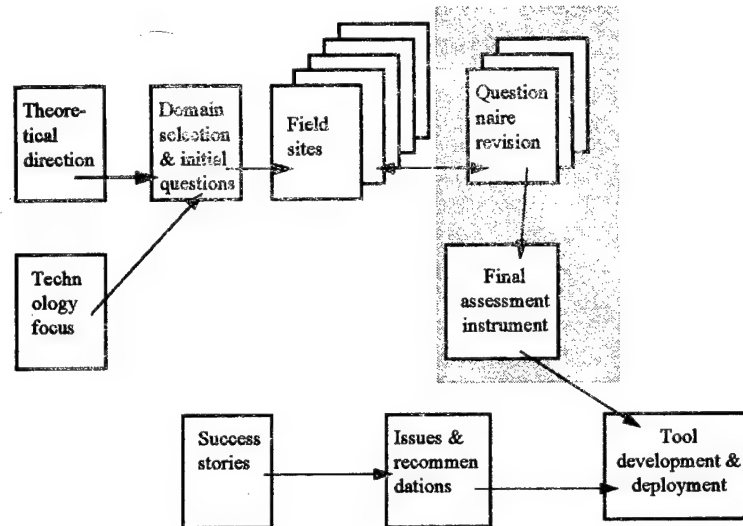 Theore-
tical
direction
Domain
selection
& initial
questions
Field
sites
Question
naire
revision
Techn
ology
focus
Final
assessment
instrument
Success
stories
Issues &
recommen
dations
Tool
development &
deployment